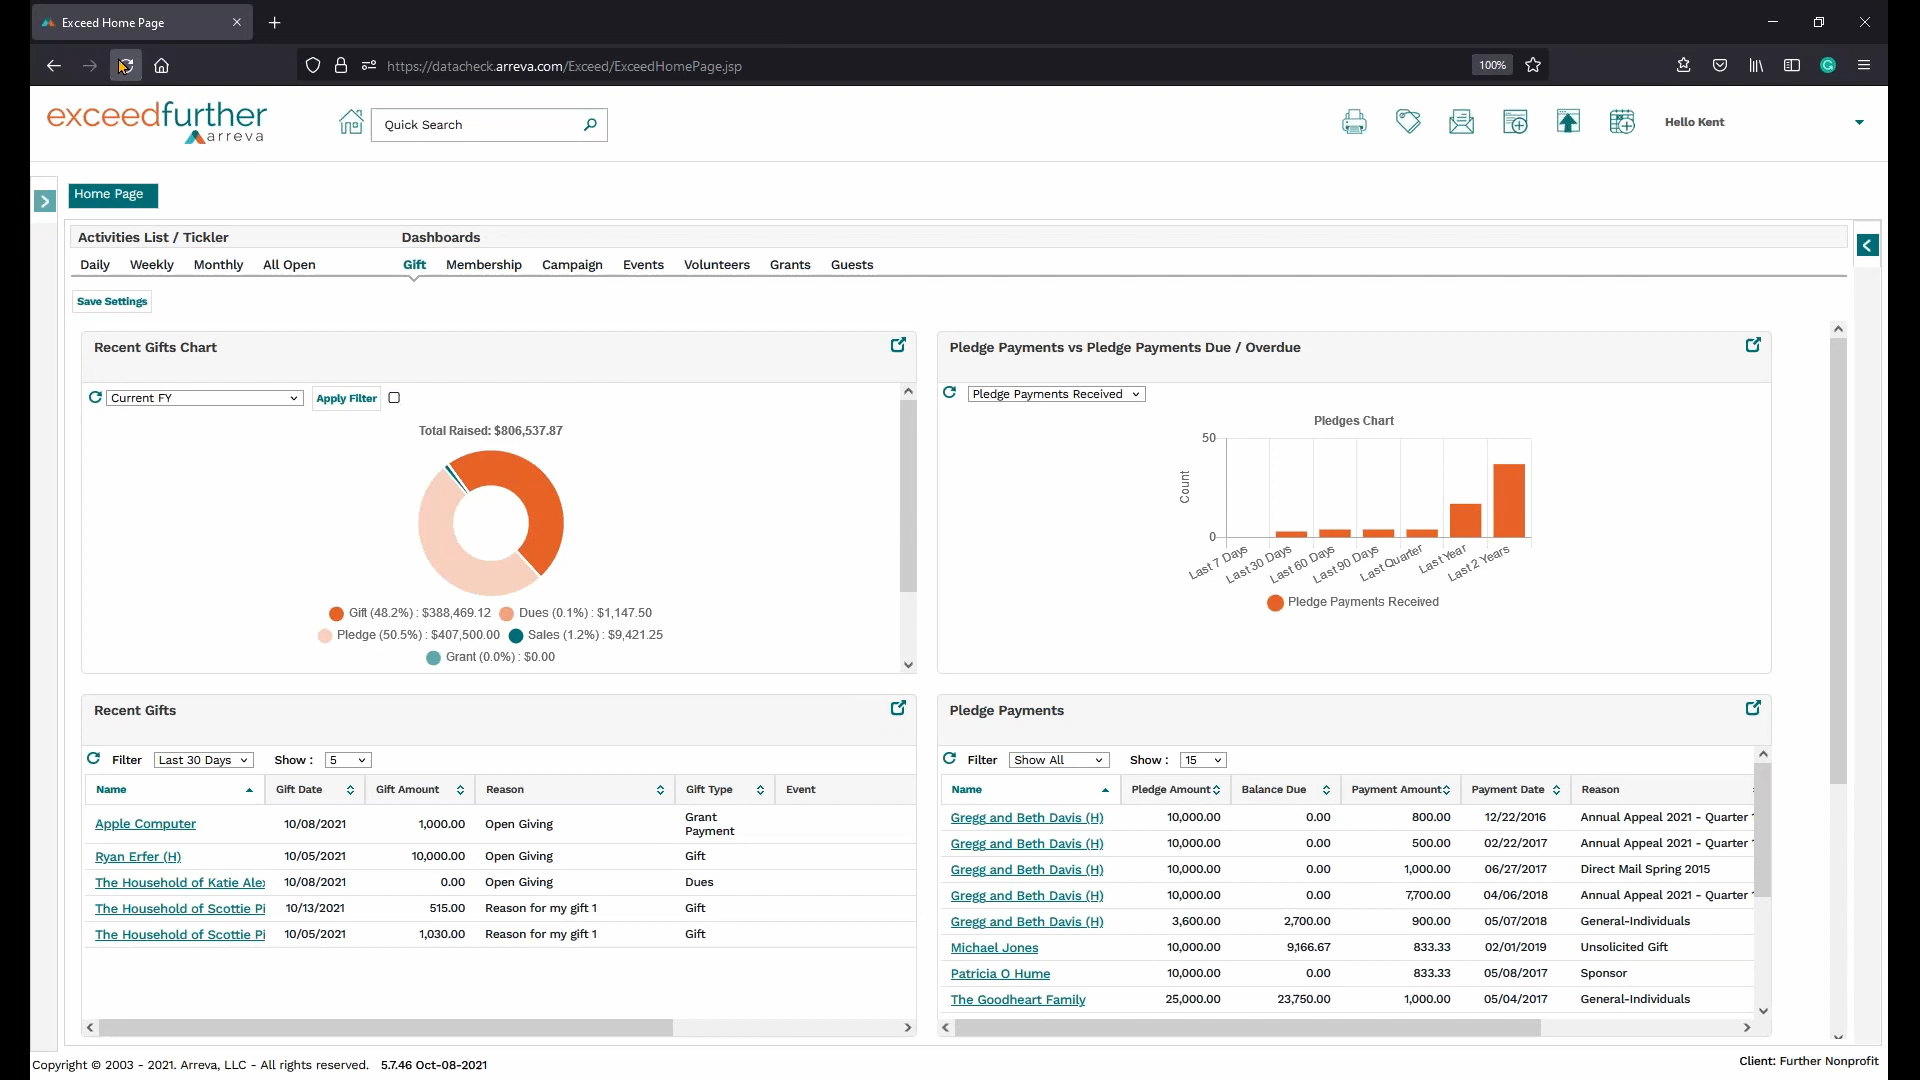 Exceed Home Page
https://datacheck.arreva.com/Exceed/ExceedHomePage.jsp
100%
exceedfurther
arreva
Quick Search
Hello Kent
Home Page
Activities List / Tickler
Dashboards
Daily Weekly Monthly All Open
Gift Membership Campaign Events Volunteers Grants Guests
Save Settings
Recent Gifts Chart
Current FY
Apply Filter
Total Raised: $806,537.87
Gift (48.2%) : $388,469.12 Dues (0.1%) : $1,147.50
Pledge (50.5%) : $407,500.00 Sales (1.2%) : $9,421.25
Grant (0.0%) : $0.00
Pledge Payments vs Pledge Payments Due / Overdue
Pledge Payments Received
Pledges Chart
50
Count
0
Last 7 Days Last 30 Days Last 60 Days Last 90 Days Last Quarter Last Year Last 2 Years
Pledge Payments Received
Recent Gifts
Filter Last 30 Days Show : 5
Name Gift Date Gift Amount Reason Gift Type Event
Apple Computer 10/08/2021 1,000.00 Open Giving Grant Payment
Ryan Erfer (H) 10/05/2021 10,000.00 Open Giving Gift
The Household of Katie Ale 10/08/2021 0.00 Open Giving Dues
The Household of Scottie Pi 10/13/2021 515.00 Reason for my gift 1 Gift
The Household of Scottie Pi 10/05/2021 1,030.00 Reason for my gift 1 Gift
Pledge Payments
Filter Show All Show : 15
Name Pledge Amount Balance Due Payment Amount Payment Date Reason
Gregg and Beth Davis (H) 10,000.00 0.00 800.00 12/22/2016 Annual Appeal 2021 - Quarter
Gregg and Beth Davis (H) 10,000.00 0.00 500.00 02/22/2017 Annual Appeal 2021 - Quarter
Gregg and Beth Davis (H) 10,000.00 0.00 1,000.00 06/27/2017 Direct Mail Spring 2015
Gregg and Beth Davis (H) 10,000.00 0.00 7,700.00 04/06/2018 Annual Appeal 2021 - Quarter
Gregg and Beth Davis (H) 3,600.00 2,700.00 900.00 05/07/2018 General-Individuals
Michael Jones 10,000.00 9,166.67 833.33 02/01/2019 Unsolicited Gift
Patricia O Hume 10,000.00 0.00 833.33 05/08/2017 Sponsor
The Goodheart Family 25,000.00 23,750.00 1,000.00 05/04/2017 General-Individuals
Copyright © 2003 - 2021. Arreva, LLC - All rights reserved. 5.7.46 Oct-08-2021
Client: Further Nonprofit